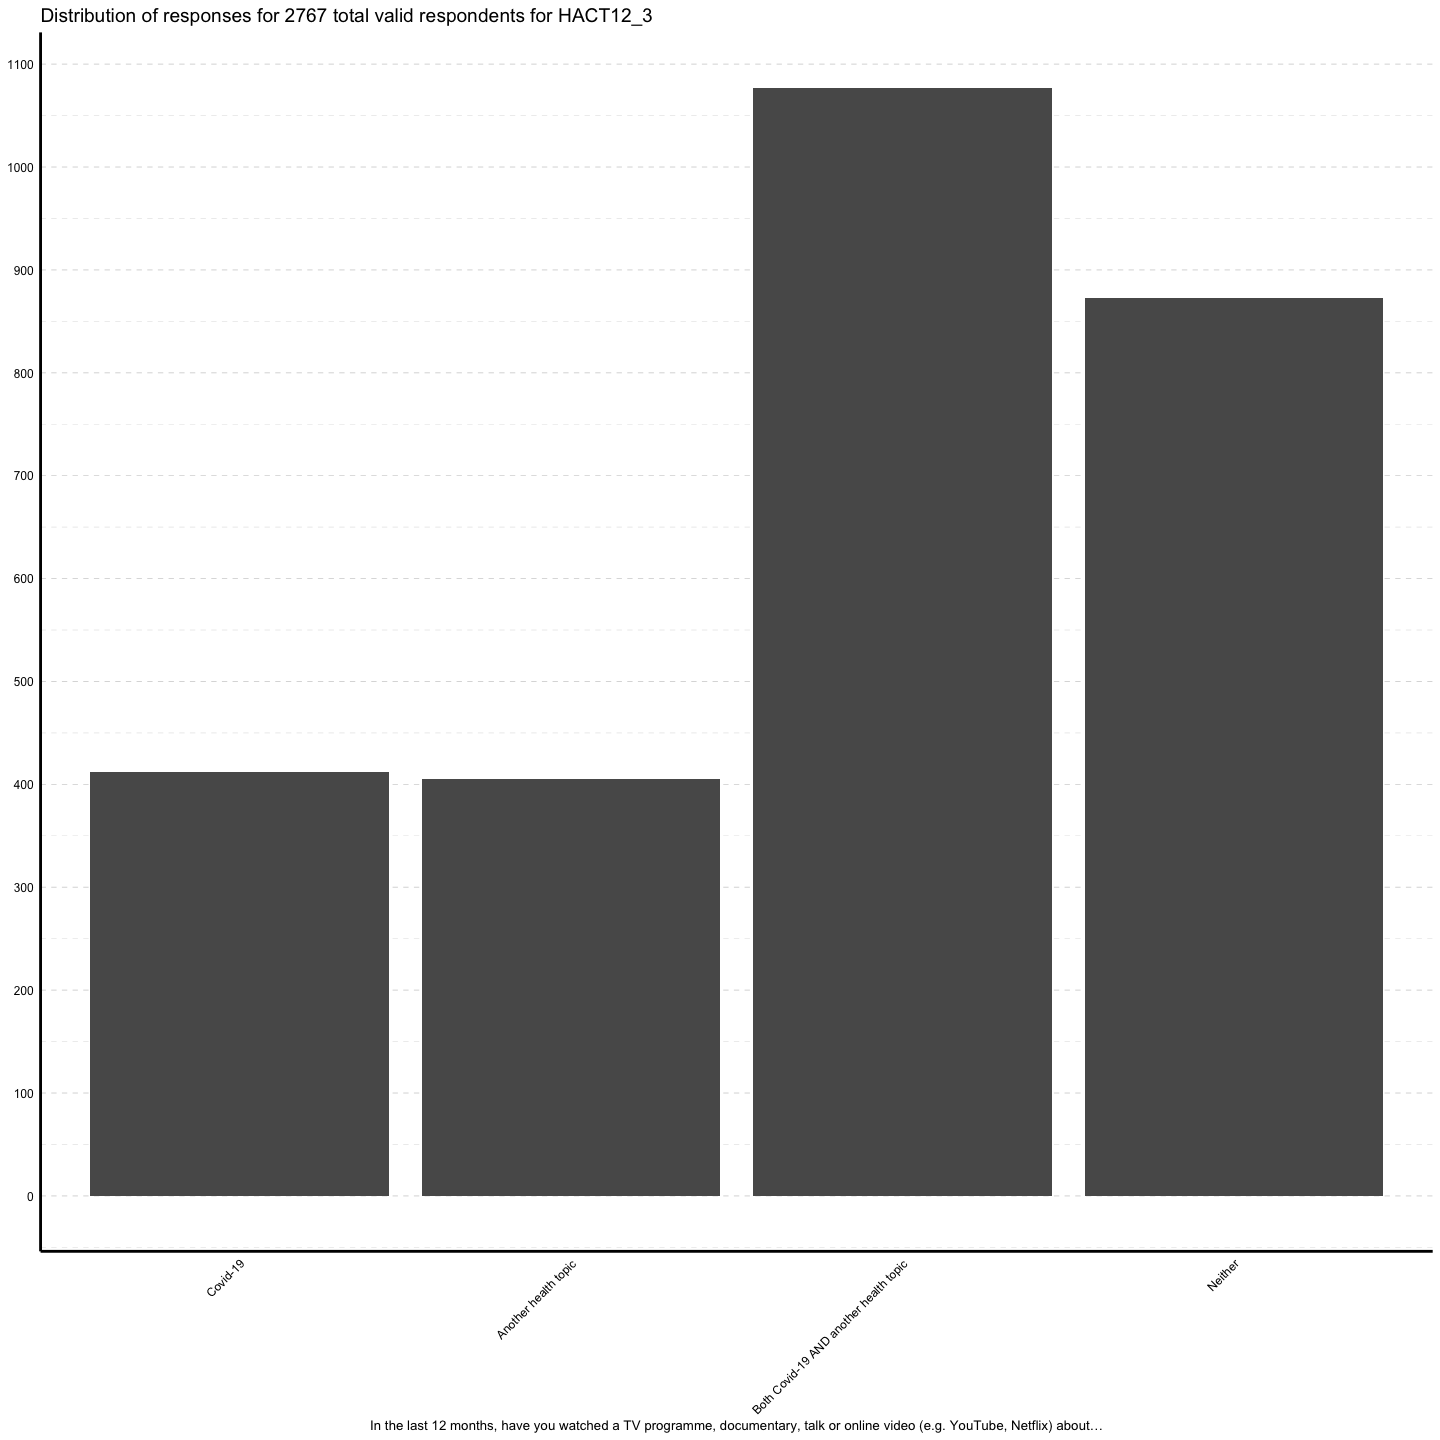 Distribution of responses for 2767 total valid respondents for HACT12_3
1100
1000
900
800
700
600
500
400
300
200
100
0
Covid-19
Another health topic
Both Covid-19 AND another health topic
Neither
In the last 12 months, have you watched a TV programme, documentary, talk or online video (e.g. YouTube, Netflix) about…